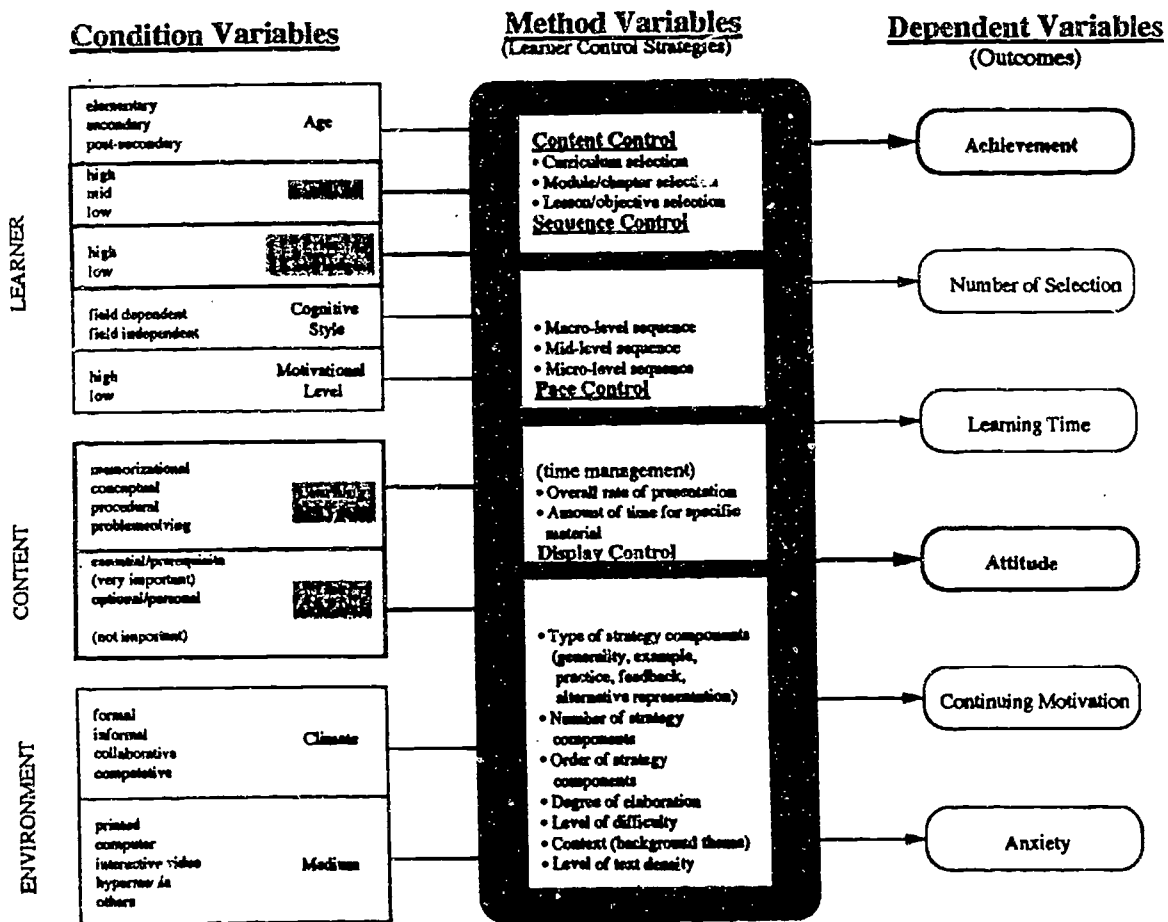 Condition Variables
Method Variables
(Learner Control Strategies)
Dependent Variables
(Outcomes)
LEARNER
elementary
secondary
post-secondary
Age
high
mid
low
high
low
field dependent
field independent
Cognitive
Style
high
low
Motivational
Level
CONTENT
memorizational
conceptual
procedural
problemsolving
essential/prerequisite
(very important)
optional/personal
(not important)
ENVIRONMENT
formal
informal
collaborative
Climate
printed
computer
interactive video
others
Medium
Content Control
• Curriculum selection
• Module/chapter selection
• Lesson/objective selection
Sequence Control
• Macro-level sequence
• Mid-level sequence
• Micro-level sequence
Pace Control
(time management)
• Overall rate of presentation
• Amount of time for specific
material
Display Control
• Type of strategy components
(generality, example,
practice, feedback,
alternative representation)
• Number of strategy
components
• Order of strategy
components
• Degree of elaboration
• Level of difficulty
• Context (background theme)
• Level of text density
Achievement
Number of Selection
Learning Time
Attitude
Continuing Motivation
Anxiety